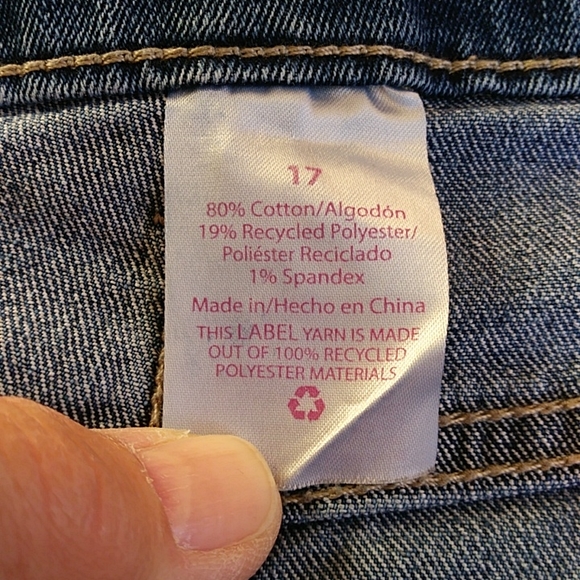 17
80% Cotton/Algodón
19% Recycled Polyester/
Poliéster Reciclado
1% Spandex
Made in/Hecho en China
THIS LABEL YARN IS MADE
OUT OF 100% RECYCLED
POLYESTER MATERIALS